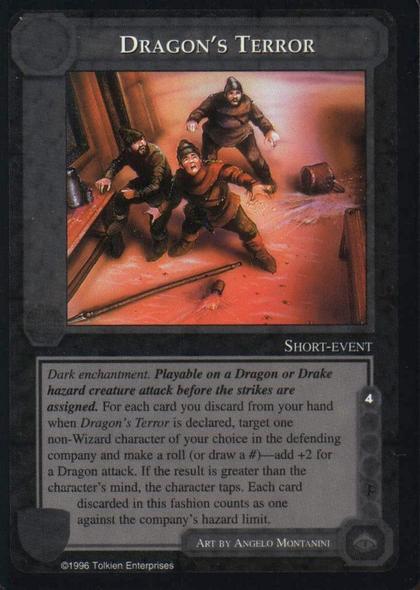 DRAGON'S TERROR
SHORT-EVENT
Dark enchantment. Playable on a Dragon or Drake
hazard creature attack before the strikes are
assigned. For each card you discard from your hand
when Dragon's Terror is declared, target one
non-Wizard character of your choice in the defending
company and make a roll (or draw a #)—add +2 for
a Dragon attack. If the result is greater than the
character's mind, the character taps. Each card
discarded in this fashion counts as one
against the company's hazard limit.
4
F
ART BY ANGELO MONTANINI
©1996 Tolkien Enterprises